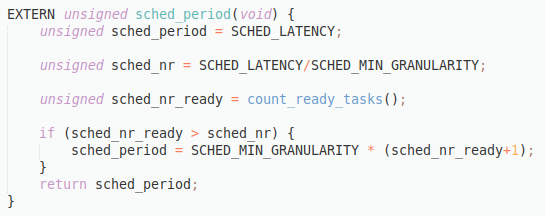 EXTERN unsigned sched_period(void) {
unsigned sched_period = SCHED_LATENCY;
unsigned sched_nr = SCHED_LATENCY/SCHED_MIN_GRANULARITY;
unsigned sched_nr_ready = count_ready_tasks();
if (sched_nr_ready > sched_nr) {
sched_period = SCHED_MIN_GRANULARITY * (sched_nr_ready+1);
}
return sched_period;
}